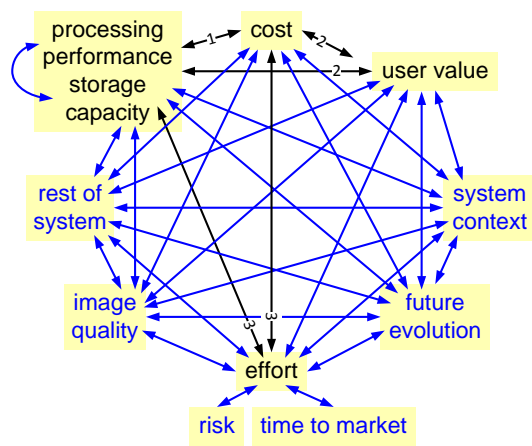 processing
performance
storage
capacity
1
cost
2
2
user value
rest of
system
system
context
image
quality
3
3
future
evolution
effort
risk
time to market